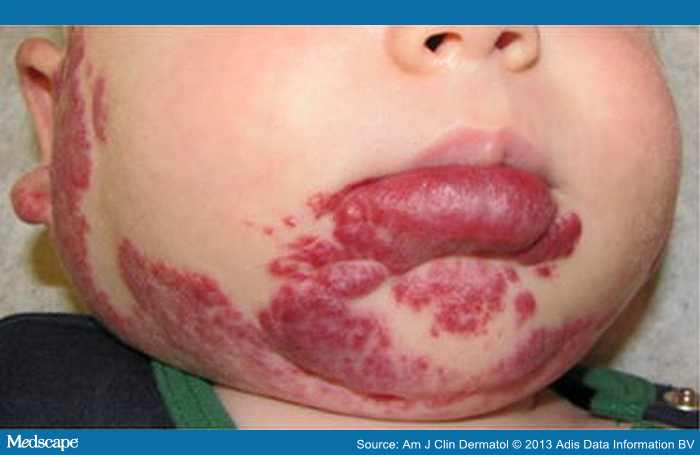 Medscape
Source: Am J Clin Dermatol © 2013 Adis Data Information BV